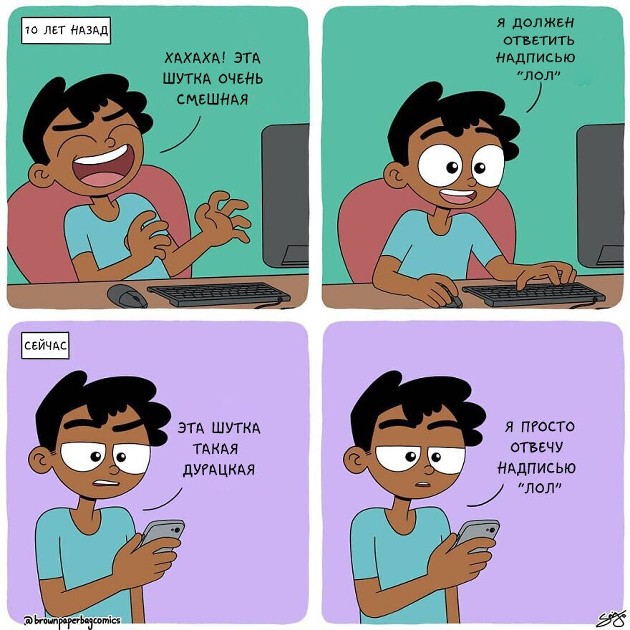 10 ЛЕТ НАЗАД
ХАХАХА! ЭТА
ШУТКА ОЧЕНЬ
СМЕШНАЯ
Я ДОЛЖЕН
ОТВЕТИТЬ
НАДПИСЬЮ
"ЛОЛ"
СЕЙЧАС
ЭТА ШУТКА
ТАКАЯ
ДУРАЦКАЯ
Я ПРОСТО
ОТВЕЧУ
НАДПИСЬЮ
"ЛОЛ"
@brownpaperbagcomics